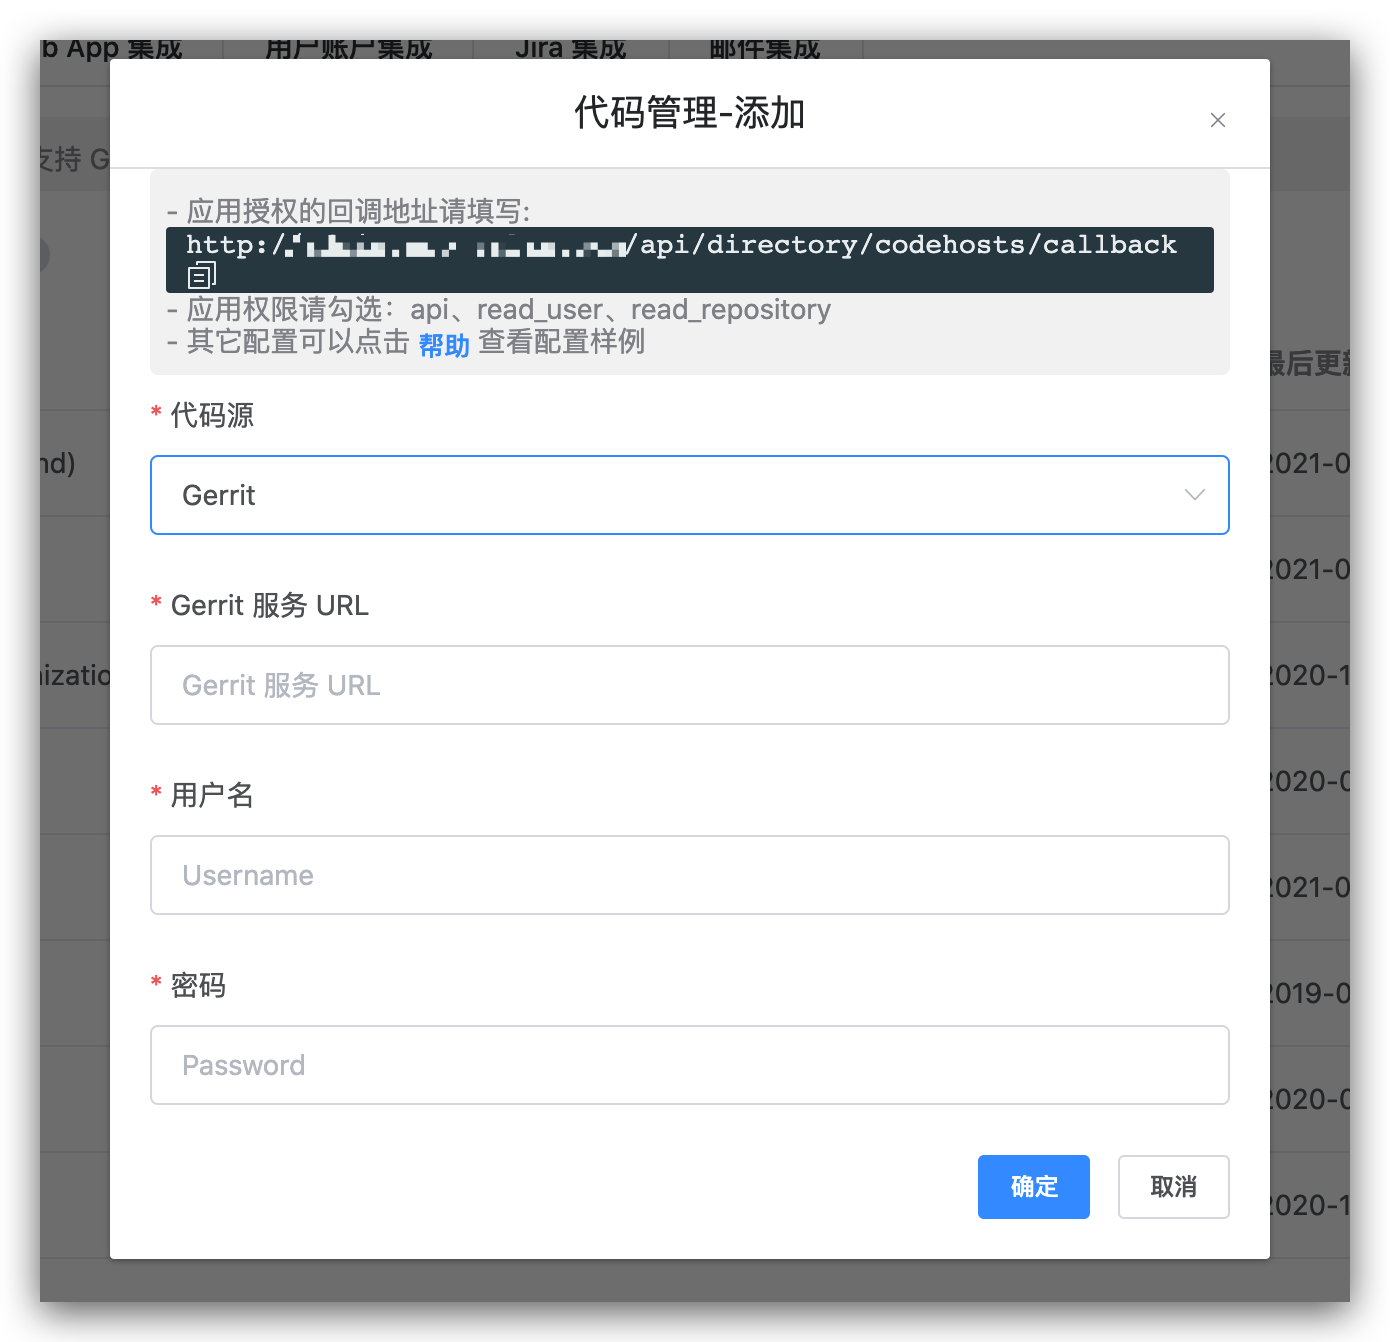 b App 集成 用户账户集成 Jira 集成 邮件集成
代码管理-添加
支持 G
- 应用授权的回调地址请填写:
http:/ /api/directory/codehosts/callback
- 应用权限请勾选：api、read_user、read_repository
- 其它配置可以点击 帮助 查看配置样例
最后更新
* 代码源
nd)
Gerrit
2021-0
2021-0
* Gerrit 服务 URL
Gerrit 服务 URL
nizatio
2020-1
* 用户名
2020-0
Username
2021-0
* 密码
2019-0
Password
2020-0
确定 取消
2020-1